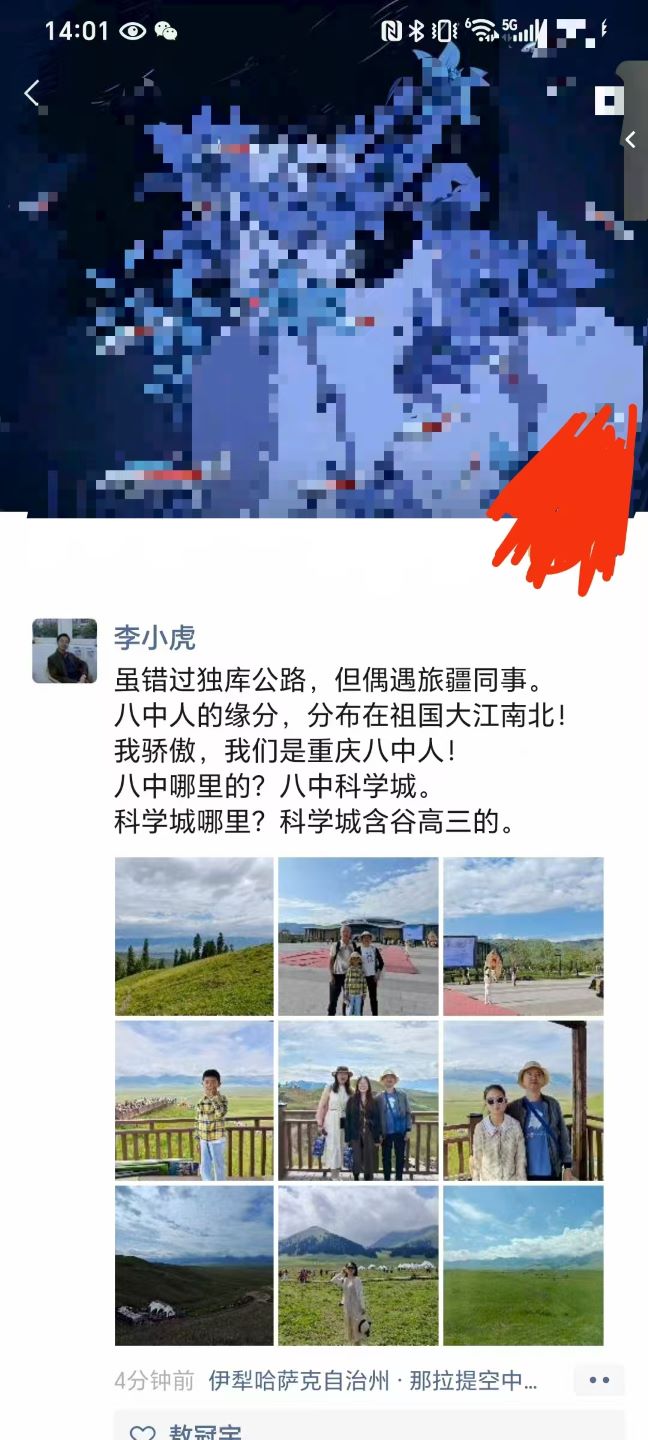 14:01
6
5G
李小虎
虽错过独库公路，但偶遇旅疆同事。
八中人的缘分，分布在祖国大江南北！
我骄傲，我们是重庆八中人！
八中哪里的？八中科学城。
科学城哪里？科学城含谷高三的。
4分钟前 伊犁哈萨克自治州 · 那拉提空中...
敖冠宇